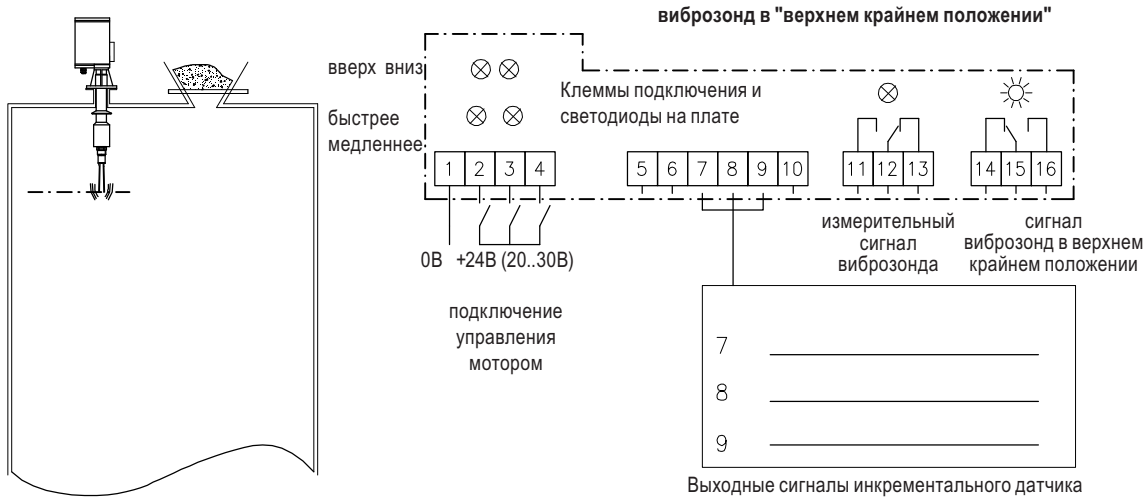 виброзонд в "верхнем крайнем положении"
вверх вниз
Клеммы подключения и
светодиоды на плате
быстрее
медленнее
1 2 3 4
5 6 7 8 9 10
11 12 13
14 15 16
0В +24В (20..30В)
подключение
управления
мотором
измерительный
сигнал
виброзонда
сигнал
виброзонд в верхнем
крайнем положении
7
8
9
Выходные сигналы инкрементального датчика